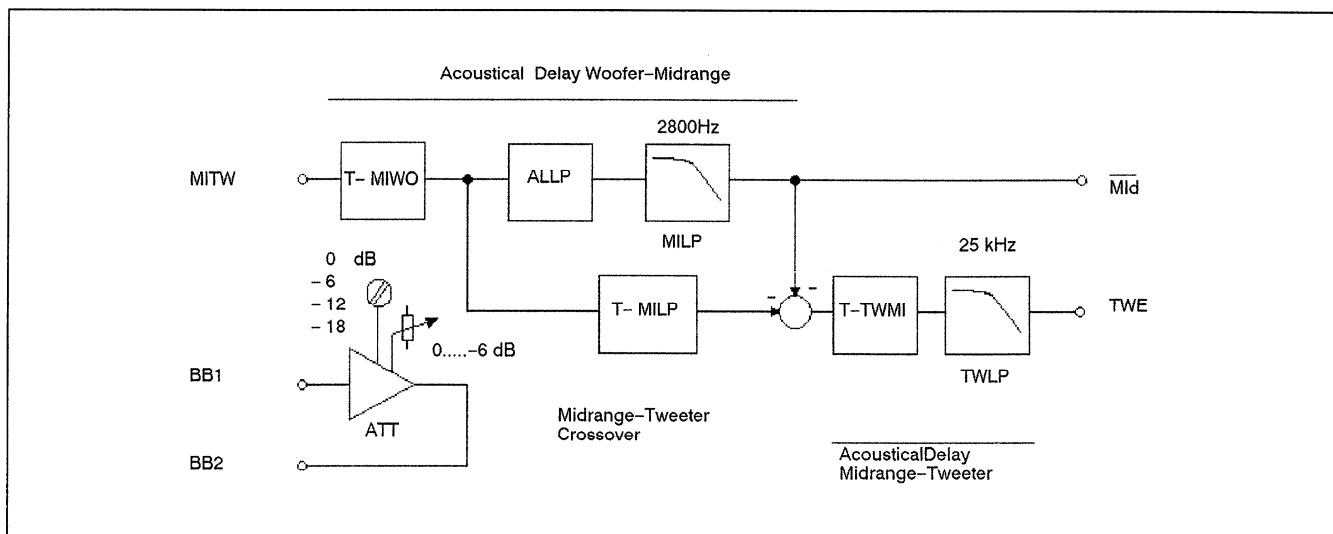 Acoustical Delay Woofer-Midrange
2800Hz
MITW
T- MIWO
ALLP
MId
MILP
25 kHz
0 dB
-6
-12
-18
T- MILP
-
-
T-TWMI
TWE
0.....-6 dB
TWLP
BB1
ATT
Midrange-Tweeter
Crossover
BB2
AcousticalDelay
Midrange-Tweeter